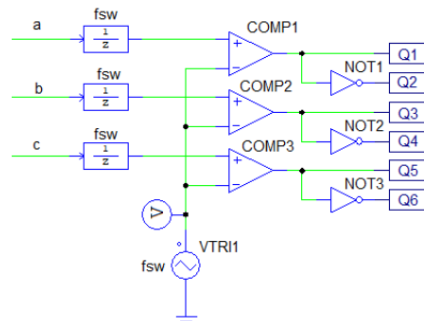 fsw
COMP1
a
1
z
Q1
NOT1
Q2
fsw
COMP2
b
1
z
Q3
NOT2
Q4
fsw
COMP3
c
1
z
Q5
NOT3
Q6
V
VTRI1
fsw